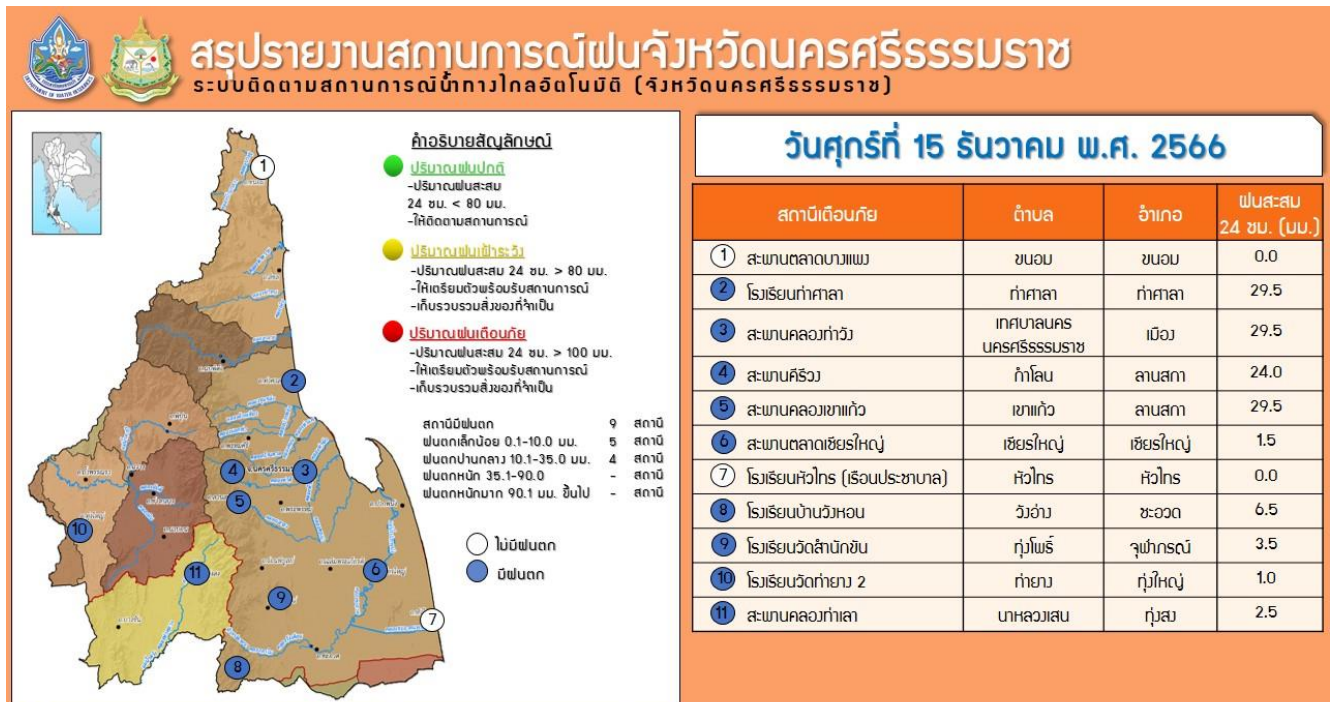 สรุปรายงานสถานการณ์ฝนจังหวัดนครศรีธรรมราช
ระบบติดตามสถานการณ์น้ำทางไกลอัตโนมัติ (จังหวัดนครศรีธรรมราช)
คำอธิบายสัญลักษณ์
ปริมาณฝนปกติ
-ปริมาณฝนสะสม
24 ชม. < 80 มม.
-ให้ติดตามสถานการณ์
ปริมาณฝนเฝ้าระวัง
-ปริมาณฝนสะสม 24 ชม. > 80 มม.
-ให้เตรียมตัวพร้อมรับสถานการณ์
-เก็บรวบรวมสิ่งของที่จำเป็น
ปริมาณฝนเตือนภัย
-ปริมาณฝนสะสม 24 ชม. > 100 มม.
-ให้เตรียมตัวพร้อมรับสถานการณ์
-เก็บรวบรวมสิ่งของที่จำเป็น
สถานีมีฝนตก 9 สถานี
ฝนตกเล็กน้อย 0.1-10.0 มม. 5 สถานี
ฝนตกปานกลาง 10.1-35.0 มม. 4 สถานี
ฝนตกหนัก 35.1-90.0 - สถานี
ฝนตกหนักมาก 90.1 มม. ขึ้นไป - สถานี
ไม่มีฝนตก
มีฝนตก
1
2
4
3
5
10
11
6
9
7
8
วันศุกร์ที่ 15 ธันวาคม พ.ศ. 2566
สถานีเตือนภัย ตำบล อำเภอ ฝนสะสม
24 ชม. (มม.)
1 สะพานตลาดบางแพง ขนอม ขนอม 0.0
2 โรงเรียนท่าศาลา ท่าศาลา ท่าศาลา 29.5
3 สะพานคลองท่าวัง เทศบาลนคร
นครศรีธรรมราช เมือง 29.5
4 สะพานคีรีวง กำโลน ลานสกา 24.0
5 สะพานคลองเขาแก้ว เขาแก้ว ลานสกา 29.5
6 สะพานตลาดเชียรใหญ่ เชียรใหญ่ เชียรใหญ่ 1.5
7 โรงเรียนหัวไทร (เรือนประชาบาล) หัวไทร หัวไทร 0.0
8 โรงเรียนบ้านวังหอน วังอ่าง ชะอวด 6.5
9 โรงเรียนวัดสำนักขัน ทุ่งโพธิ์ จุฬาภรณ์ 3.5
10 โรงเรียนวัดท่ายาง 2 ท่ายาง ทุ่งใหญ่ 1.0
11 สะพานคลองท่าเลา นาหลวงเสน ทุ่งสง 2.5